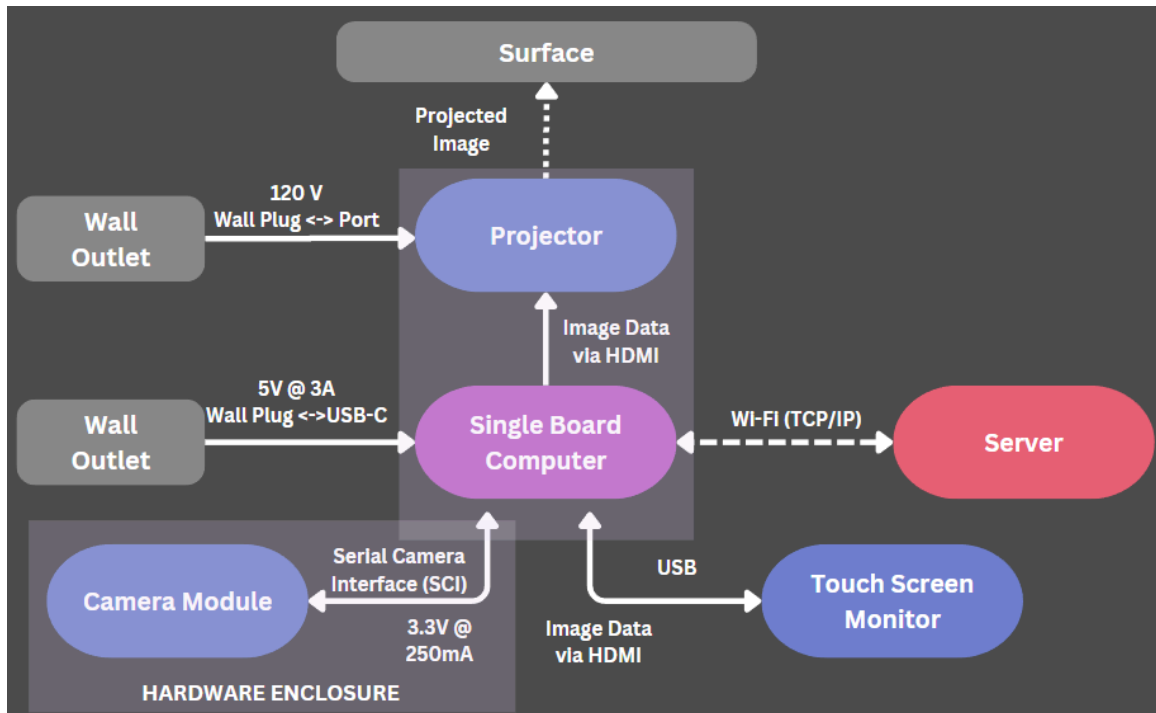 Surface
Projected
Image
120 V
Wall Plug <-> Port
Wall
Outlet
Projector
Image Data
via HDMI
5V @ 3A
Wall Plug <->USB-C
Wall
Outlet
Single Board
Computer
WI-FI (TCP/IP)
Server
Serial Camera
Interface (SCI)
USB
Camera Module
Touch Screen
Monitor
3.3V @
250mA
Image Data
via HDMI
HARDWARE ENCLOSURE